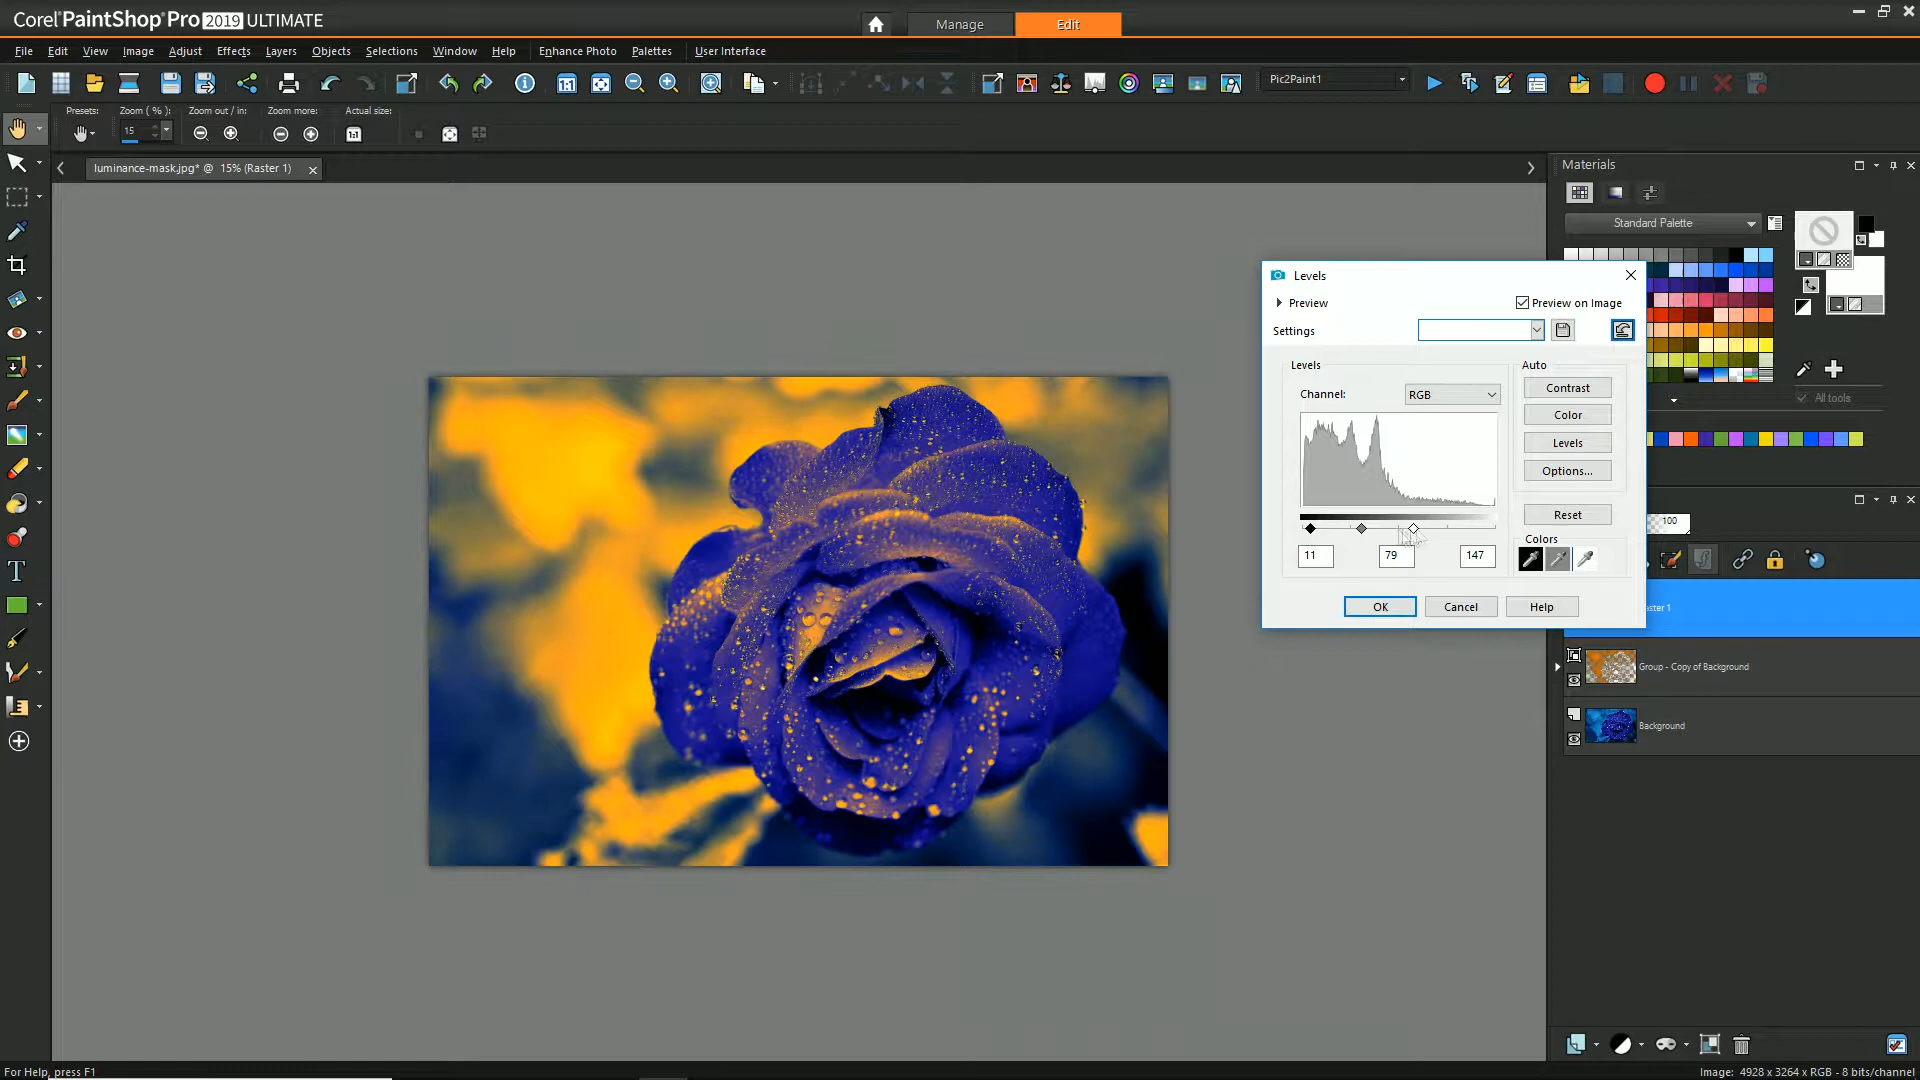 Corel PaintShop Pro 2019 ULTIMATE
Manage
Edit
File Edit View Image Adjust Effects Layers Objects Selections Window Help Enhance Photo Palettes User Interface
Pic2Paint1
Presets: Zoom ( % ): Zoom out / in: Zoom more: Actual size:
15
luminance-mask.jpg* @ 15% (Raster 1)
Materials
Standard Palette
All tools
Levels
Preview
Preview on Image
Settings
Levels
Channel: RGB
11 79 147
Auto
Contrast
Color
Levels
Options...
Reset
Colors
OK Cancel Help
100
aster 1
Group - Copy of Background
Background
For Help, press F1
Image: 4928 x 3264 x RGB - 8 bits/channel